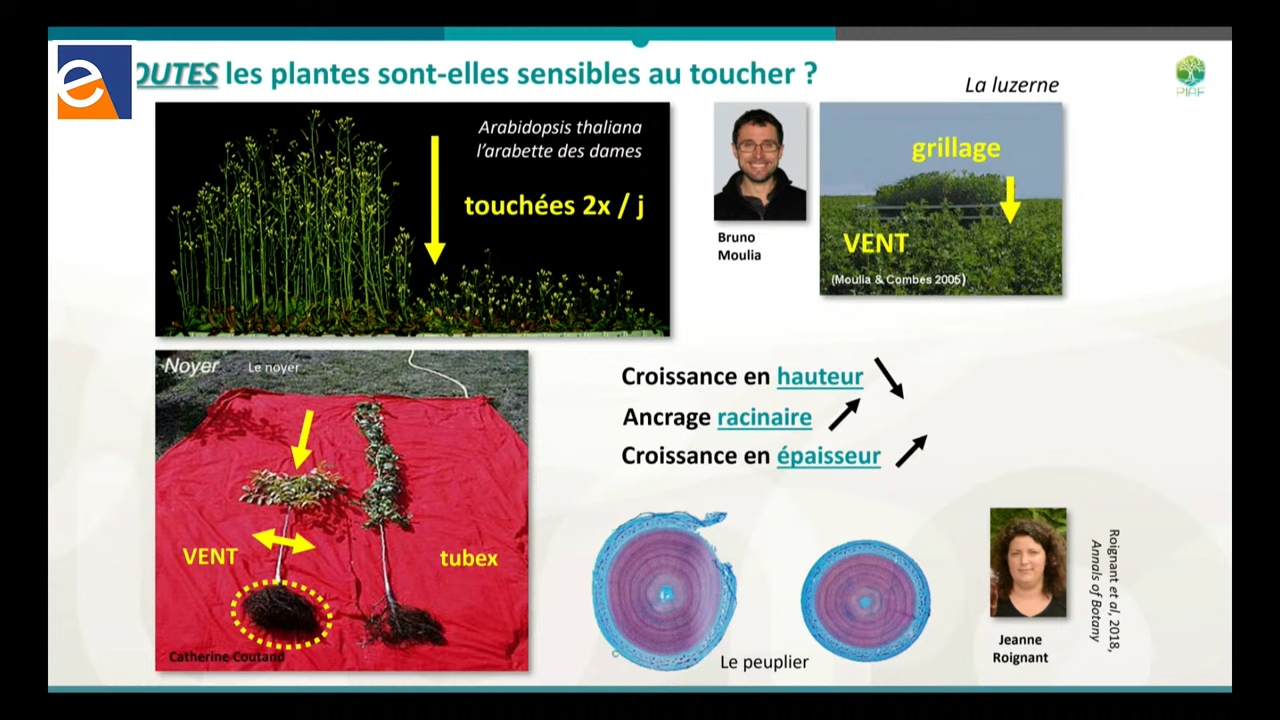 OUTES les plantes sont-elles sensibles au toucher ?
La luzerne
PIAF
Arabidopsis thaliana
l'arabette des dames
touchées 2x / j
Bruno
Moulia
grillage
VENT
(Moulia & Combes 2005)
Noyer
Le noyer
VENT
tubex
Catherine Coutand
Croissance en hauteur
Ancrage racinaire
Croissance en épaisseur
Le peuplier
Jeanne
Roignant
Roignant et al, 2018,
Annals of Botany